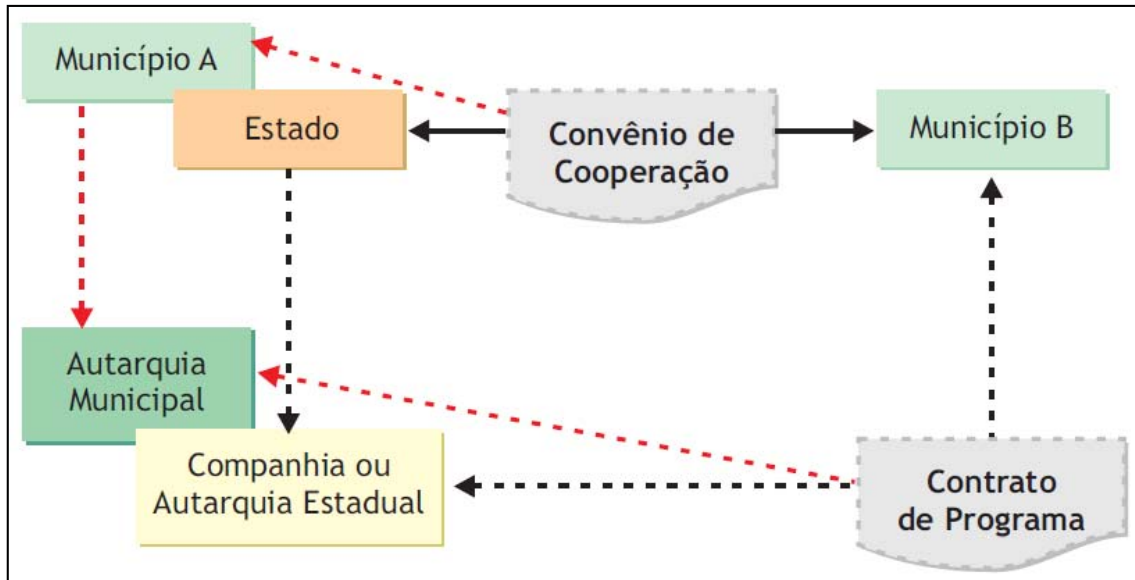 Município A
Estado
Convênio de
Cooperação
Município B
Autarquia
Municipal
Companhia ou
Autarquia Estadual
Contrato
de Programa